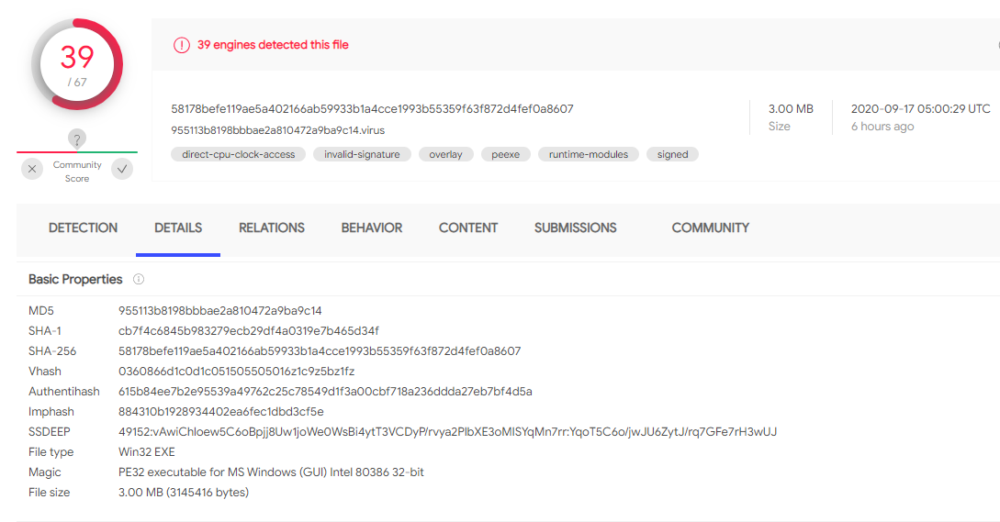 39
/ 67
?
Community
Score
39 engines detected this file
58178befe119ae5a402166ab59933b1a4cce1993b55359f63f872d4fef0a8607
955113b8198bbbae2a810472a9ba9c14.virus
direct-cpu-clock-access invalid-signature overlay peexe runtime-modules signed
3.00 MB
Size
2020-09-17 05:00:29 UTC
6 hours ago
DETECTION DETAILS RELATIONS BEHAVIOR CONTENT SUBMISSIONS COMMUNITY
Basic Properties
MD5 955113b8198bbbae2a810472a9ba9c14
SHA-1 cb7f4c6845b983279ecb29df4a0319e7b465d34f
SHA-256 58178befe119ae5a402166ab59933b1a4cce1993b55359f63f872d4fef0a8607
Vhash 0360866d1c0d1c051505505016z1c9z5bz1fz
Authentihash 615b84ee7b2e95539a49762c25c78549d1f3a00cbf718a236ddda27eb7bf4d5a
Imphash 884310b1928934402ea6fec1dbd3cf5e
SSDEEP 49152:vAwiChloew5C6oBpjj8Uw1joWe0WsBi4ytT3VCDyP/rvya2PIbXE3oMISYqMn7rr:YqoT5C6o/jwJU6ZytJ/rq7GFe7rH3wUJ
File type Win32 EXE
Magic PE32 executable for MS Windows (GUI) Intel 80386 32-bit
File size 3.00 MB (3145416 bytes)